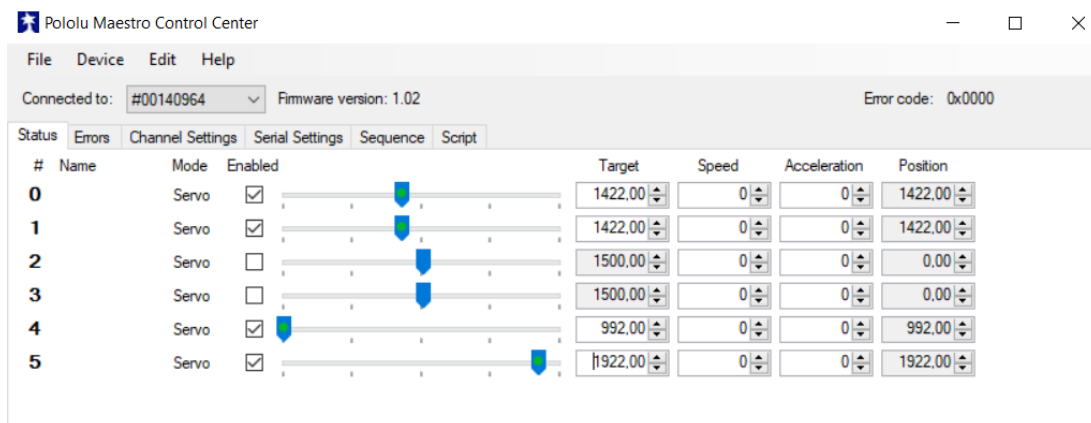 Pololu Maestro Control Center
File Device Edit Help
Connected to: #00140964 Firmware version: 1.02 Error code: 0x0000
Status Errors Channel Settings Serial Settings Sequence Script
# Name Mode Enabled Target Speed Acceleration Position
0 Servo 1422,00 0 0 1422,00
1 Servo 1422,00 0 0 1422,00
2 Servo 1500,00 0 0 0,00
3 Servo 1500,00 0 0 0,00
4 Servo 992,00 0 0 992,00
5 Servo 1922,00 0 0 1922,00